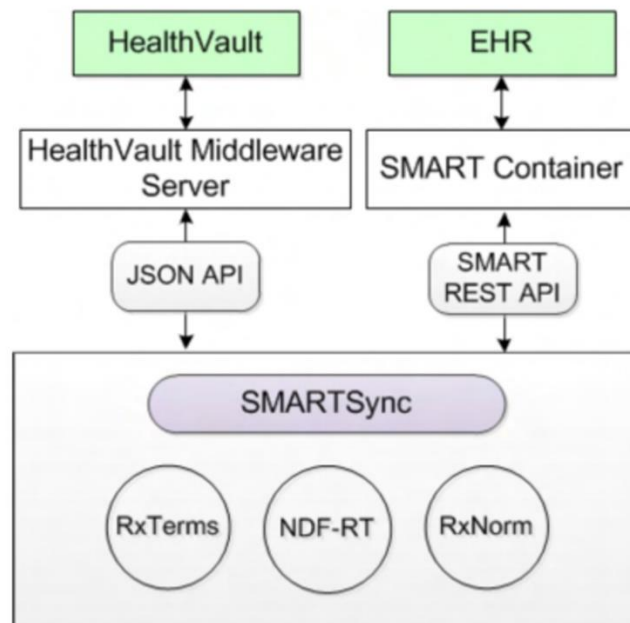 HealthVault
EHR
HealthVault Middleware
Server
SMART Container
JSON API
SMART
REST API
SMARTSync
RxTerms
NDF-RT
RxNorm